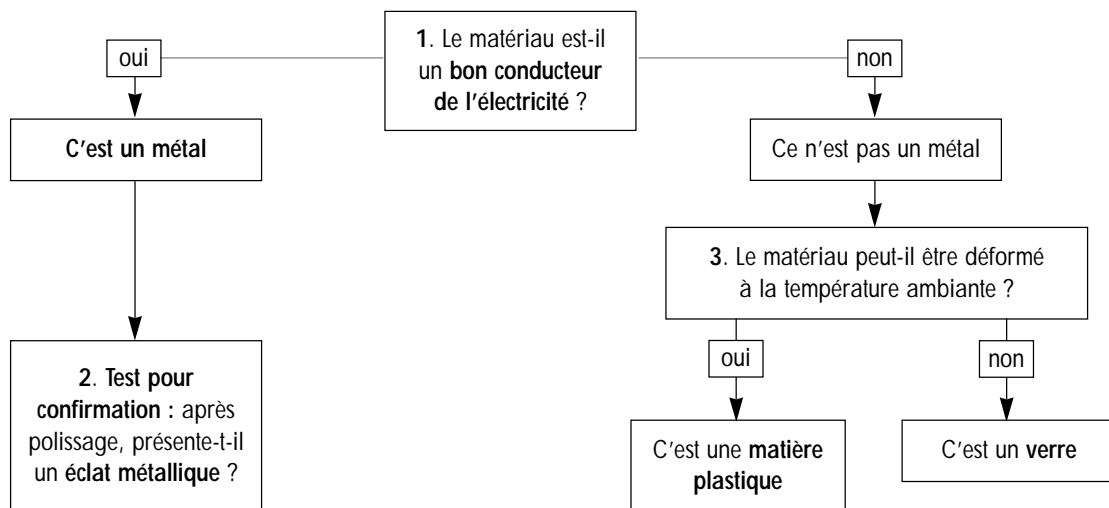 1. Le matériau est-il
un bon conducteur
de l'électricité ?
oui
non
C'est un métal
Ce n'est pas un métal
3. Le matériau peut-il être déformé
à la température ambiante ?
2. Test pour
confirmation : après
polissage, présente-t-il
un éclat métallique ?
oui
non
C'est une matière
plastique
C'est un verre